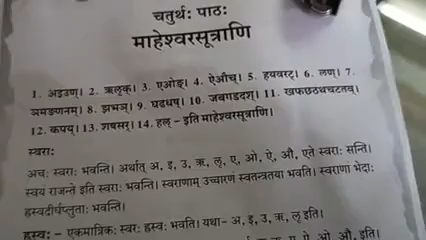 चतुर्थ: पाठ:
माहेश्वरसूत्राणि
1. अइउण्। 2. ऋलृक्। 3. एओङ्। 4. ऐऔच्। 5. हयवरट्। 6. लण्। 7.
ञमङणनम्। 8. झभञ्। 9. घढधष्। 10. जबगडदश्। 11. खफछठथचटतव्।
12. कपय्। 13. शषसर्। 14. हल् – इति माहेश्वरसूत्राणि।
स्वरा:
अच: स्वरा: भवन्ति। अर्थात् अ, इ, उ, ऋ, लृ, ए, ओ, ऐ, औ, एते स्वरा: सन्ति।
स्वयं राजन्ते इति स्वरा: भवन्ति। स्वराणाम् उच्चारणं स्वतन्त्रतया भवति। स्वराणां भेदा:
ह्रस्वदीर्घप्लुता: भवन्ति।
ह्रस्व: – एकमात्रिक: स्वर: ह्रस्व: भवति। यथा– अ, इ, उ, ऋ, लृ इति।
ए, ओ, ऐ, औ, इति।